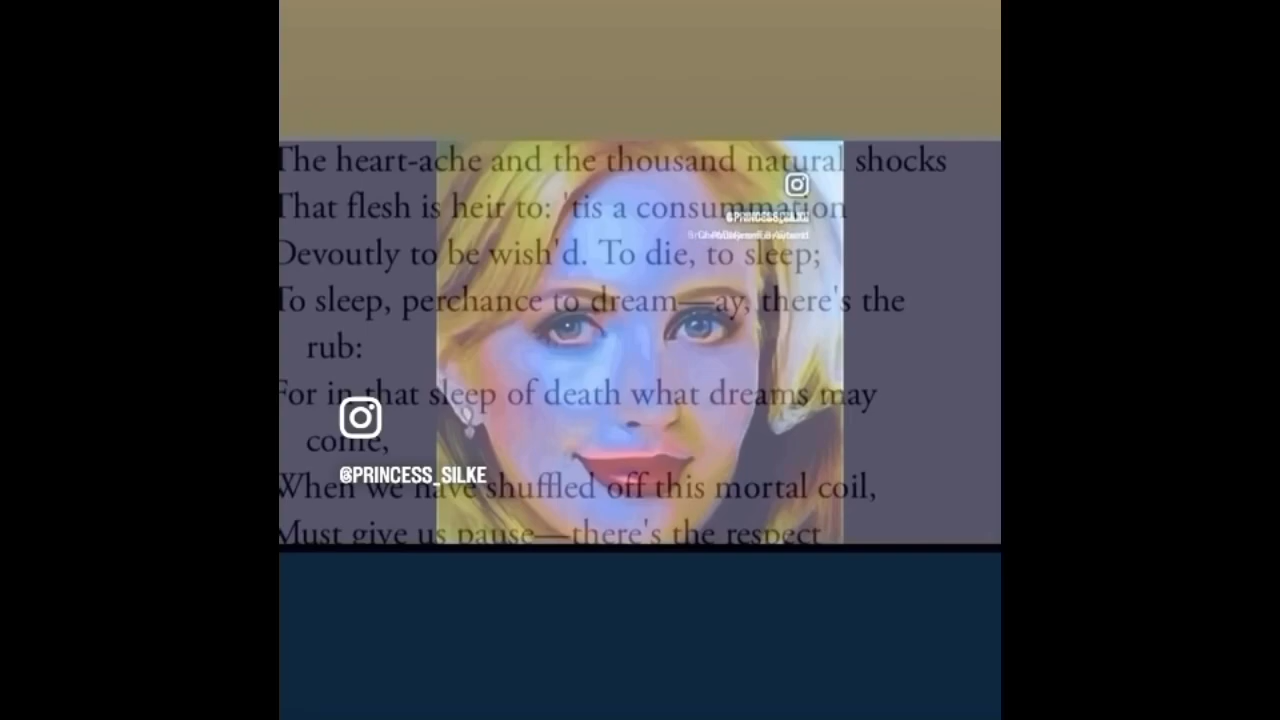 The heart-ache and the thousand natural shocks
That flesh is heir to: 'tis a consummation
@PRINCESS_SILKE
Devoutly to be wish'd. To die, to sleep;
To sleep, perchance to dream—ay, there's the
rub:
For in that sleep of death what dreams may
come,
@PRINCESS_SILKE
When we have shuffled off this mortal coil,
Must give us pause—there's the respect